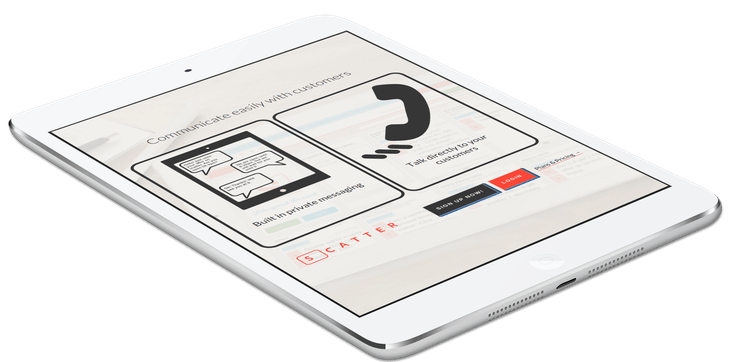 Communicate easily with customers
Built in private messaging
Talk directly to your
customers
SIGN UP NOW!
LOGIN
Plans & Pricing
SCATTER